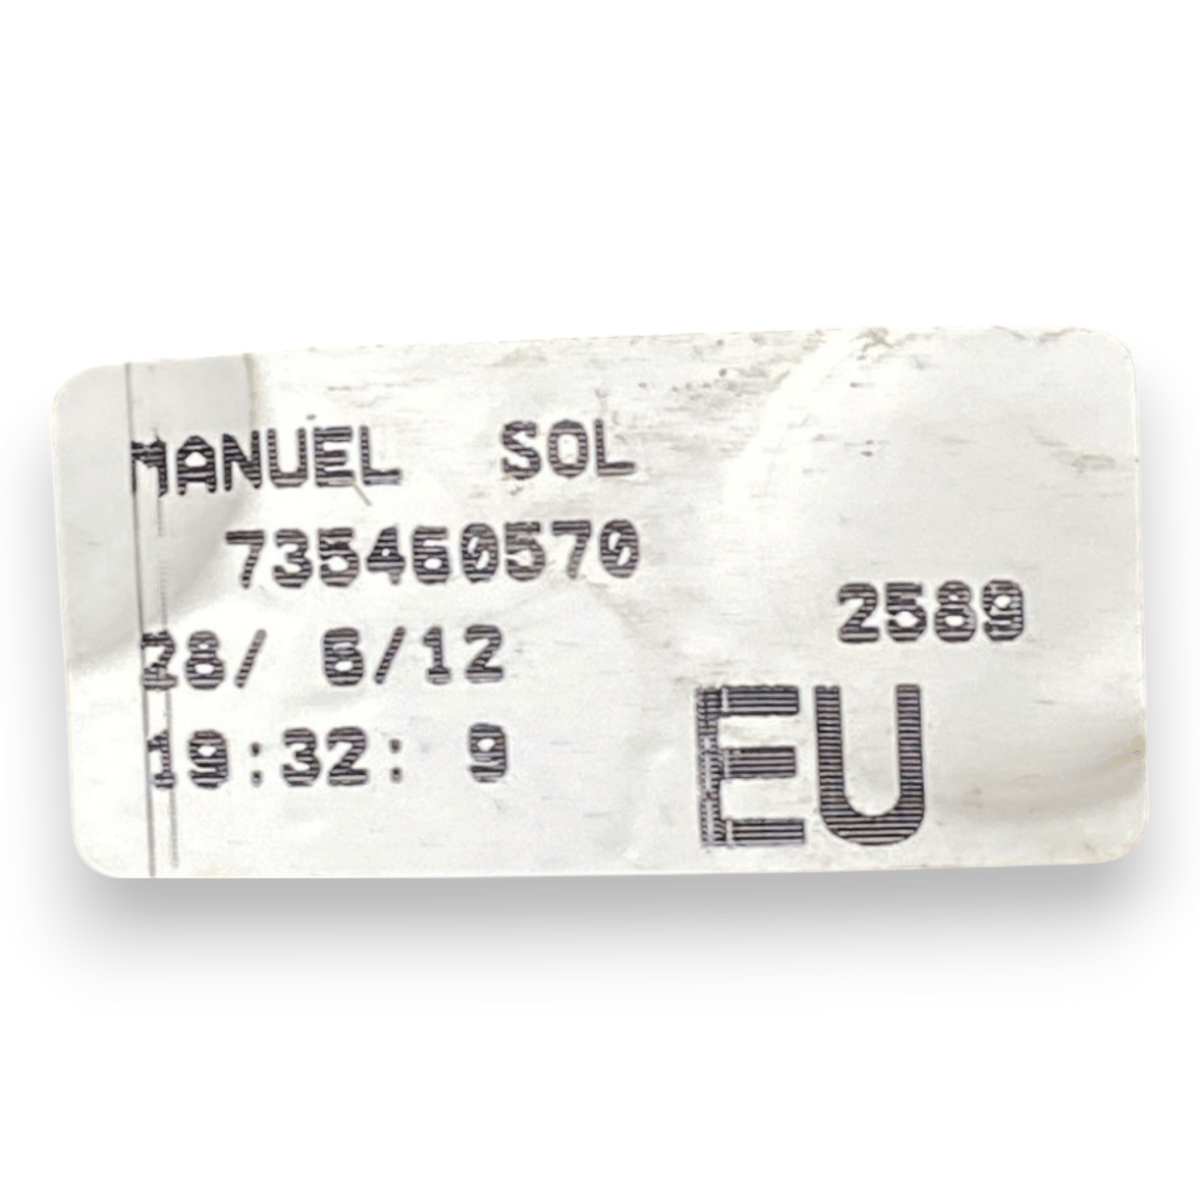 MANUEL SOL
735460570
2589
28/ 6/12
19:32: 9
EU